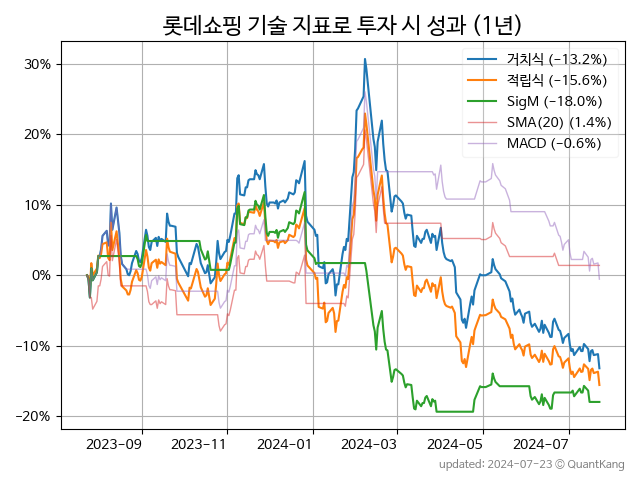 롯데쇼핑 기술 지표로 투자 시 성과 (1년)
거치식 (−13.2%)
적립식 (−15.6%)
SigM (−18.0%)
SMA(20) (1.4%)
MACD (−0.6%)
30%
20%
10%
0%
−10%
−20%
2023-09
2023-11
2024-01
2024-03
2024-05
2024-07
updated: 2024-07-23 © QuantKang